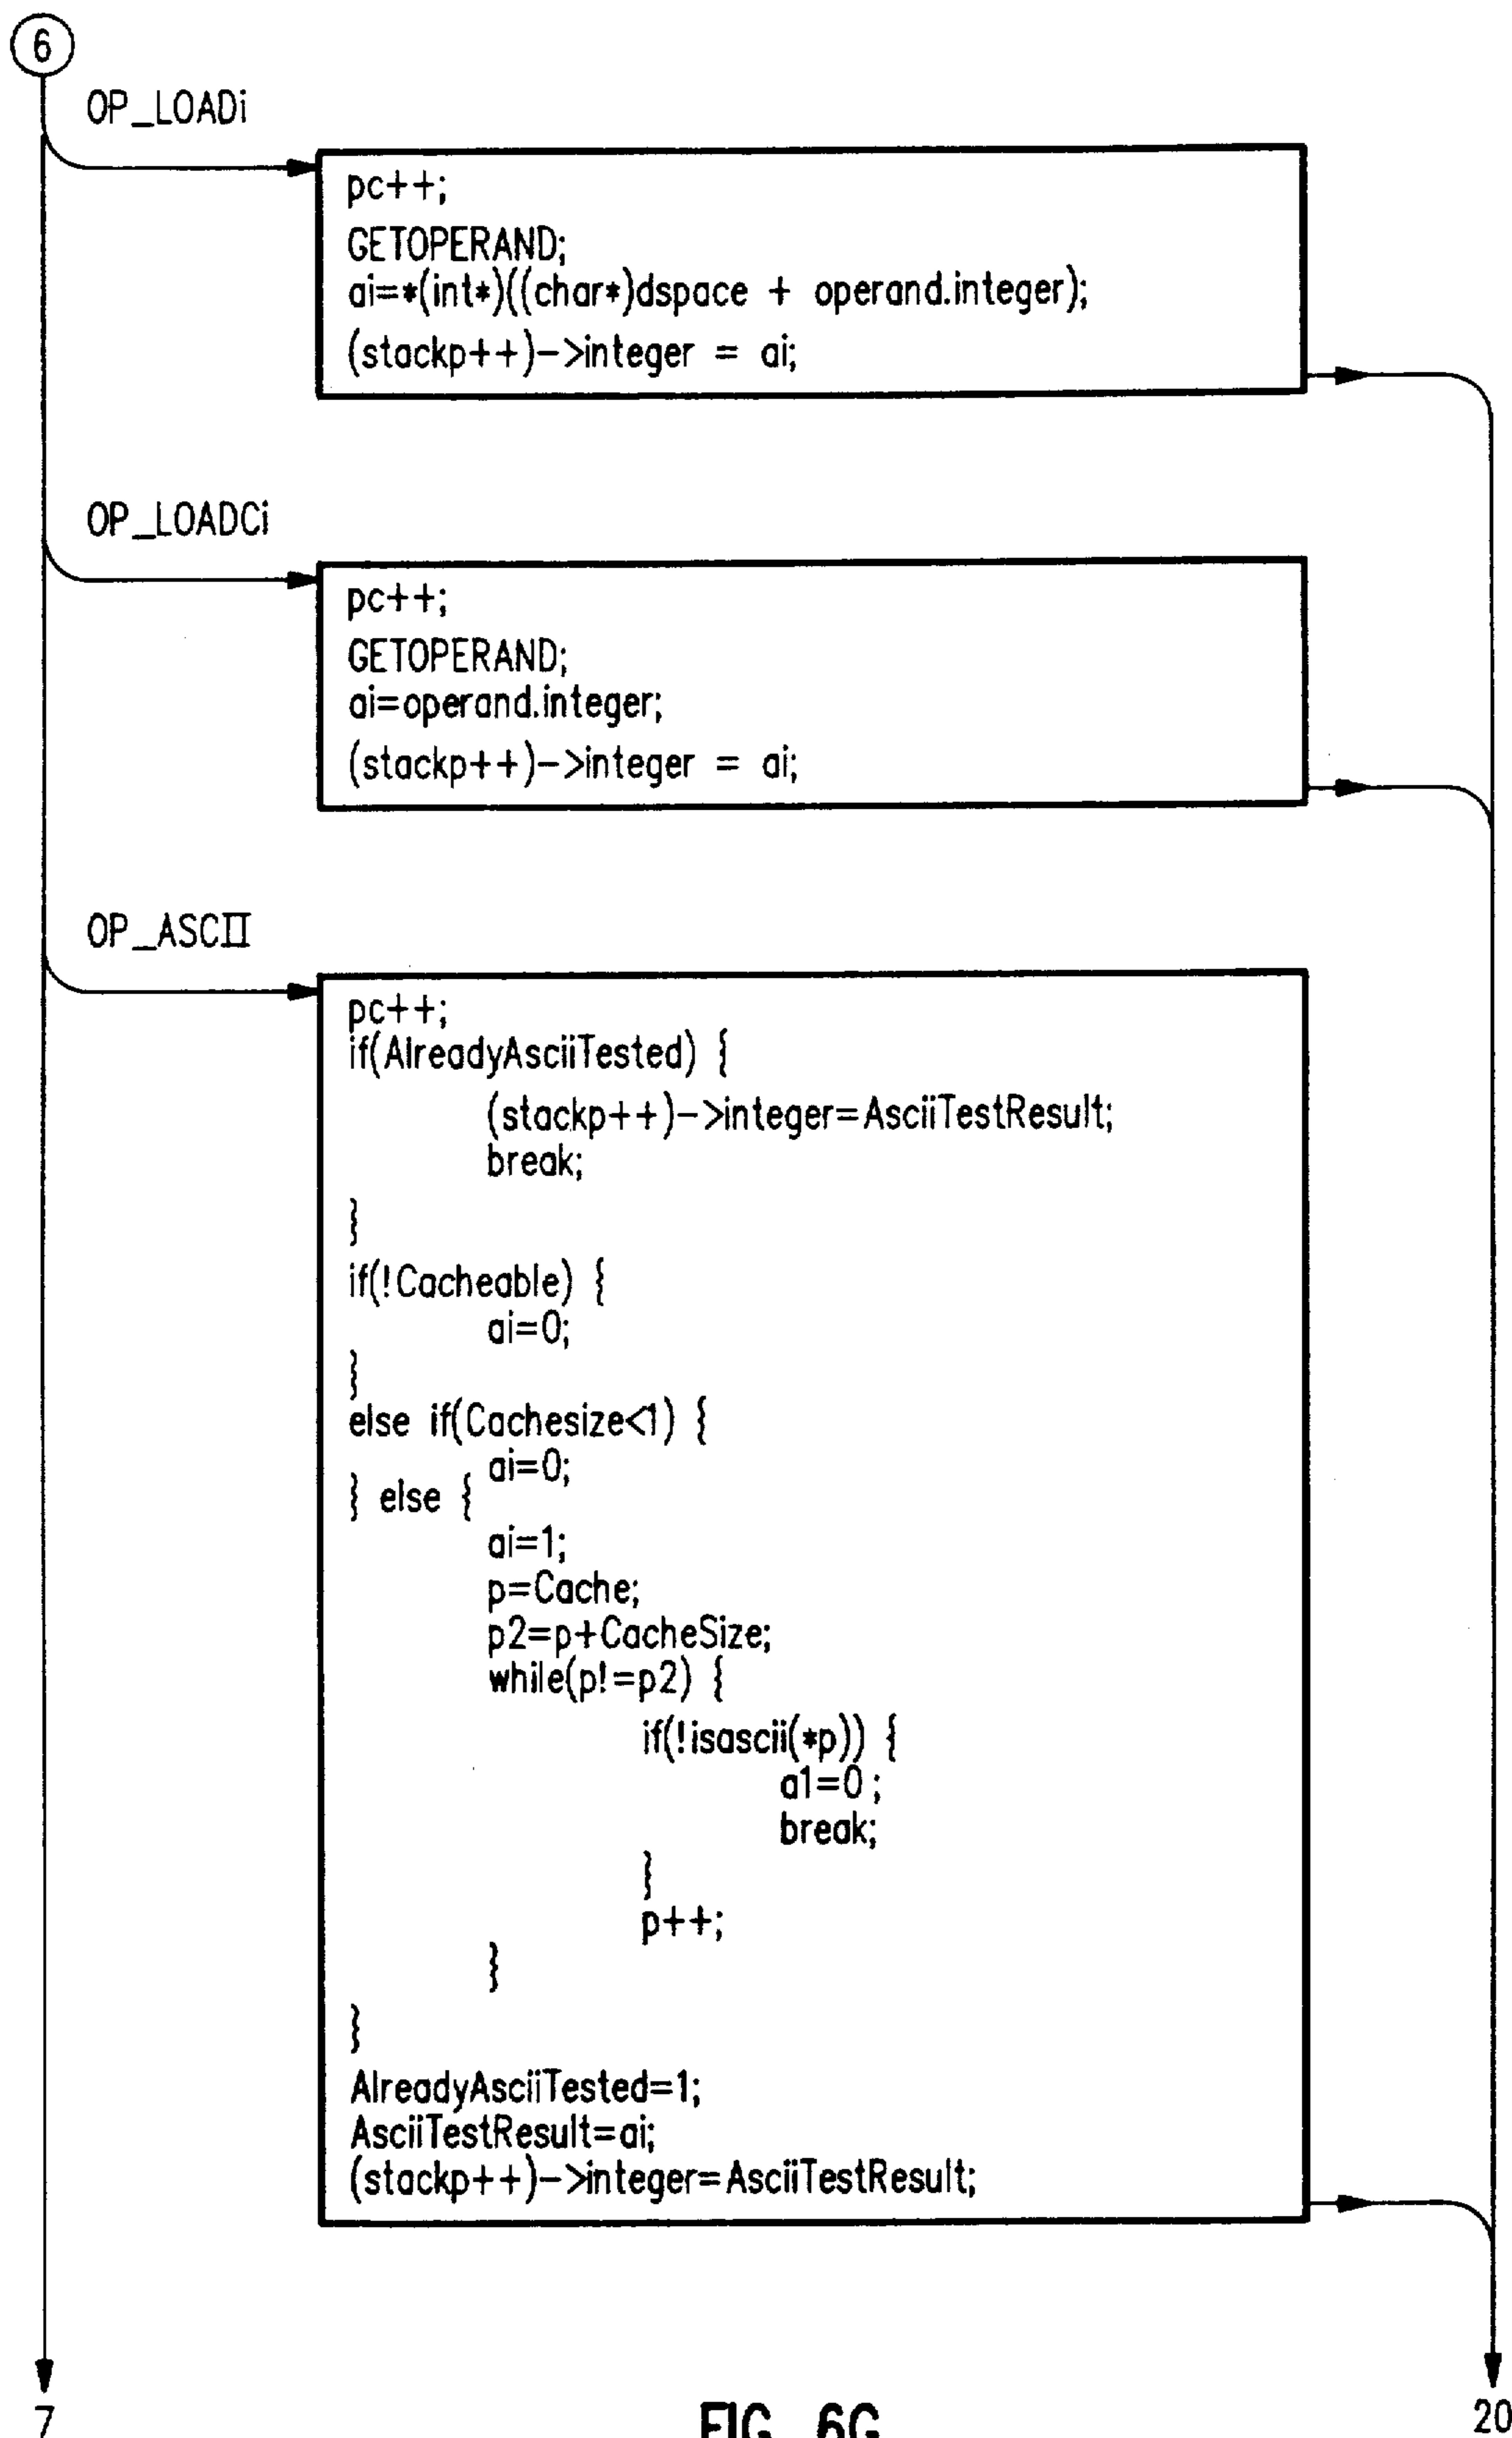 6
OP_LOADi
pc++;
GETOPERAND;
ai=*(int*)((char*)dspace + operand.integer);
(stackp++)->integer = ai;
OP_LOADCi
pc++;
GETOPERAND;
ai=operand.integer;
(stackp++)->integer = ai;
OP_ASCII
pc++;
if(AlreadyAsciiTested) {
(stackp++)->integer=AsciiTestResult;
break;
}
if(!Cacheable) {
ai=0;
}
else if(Cachesize<1) {
ai=0;
} else {
ai=1;
p=Cache;
p2=p+CacheSize;
while(p!=p2) {
if(!isascii(*p)) {
a1=0 ;
break;
}
p++;
}
}
AlreadyAsciiTested=1;
AsciiTestResult=ai;
(stackp++)->integer=AsciiTestResult;
7
FIG. 6G
20